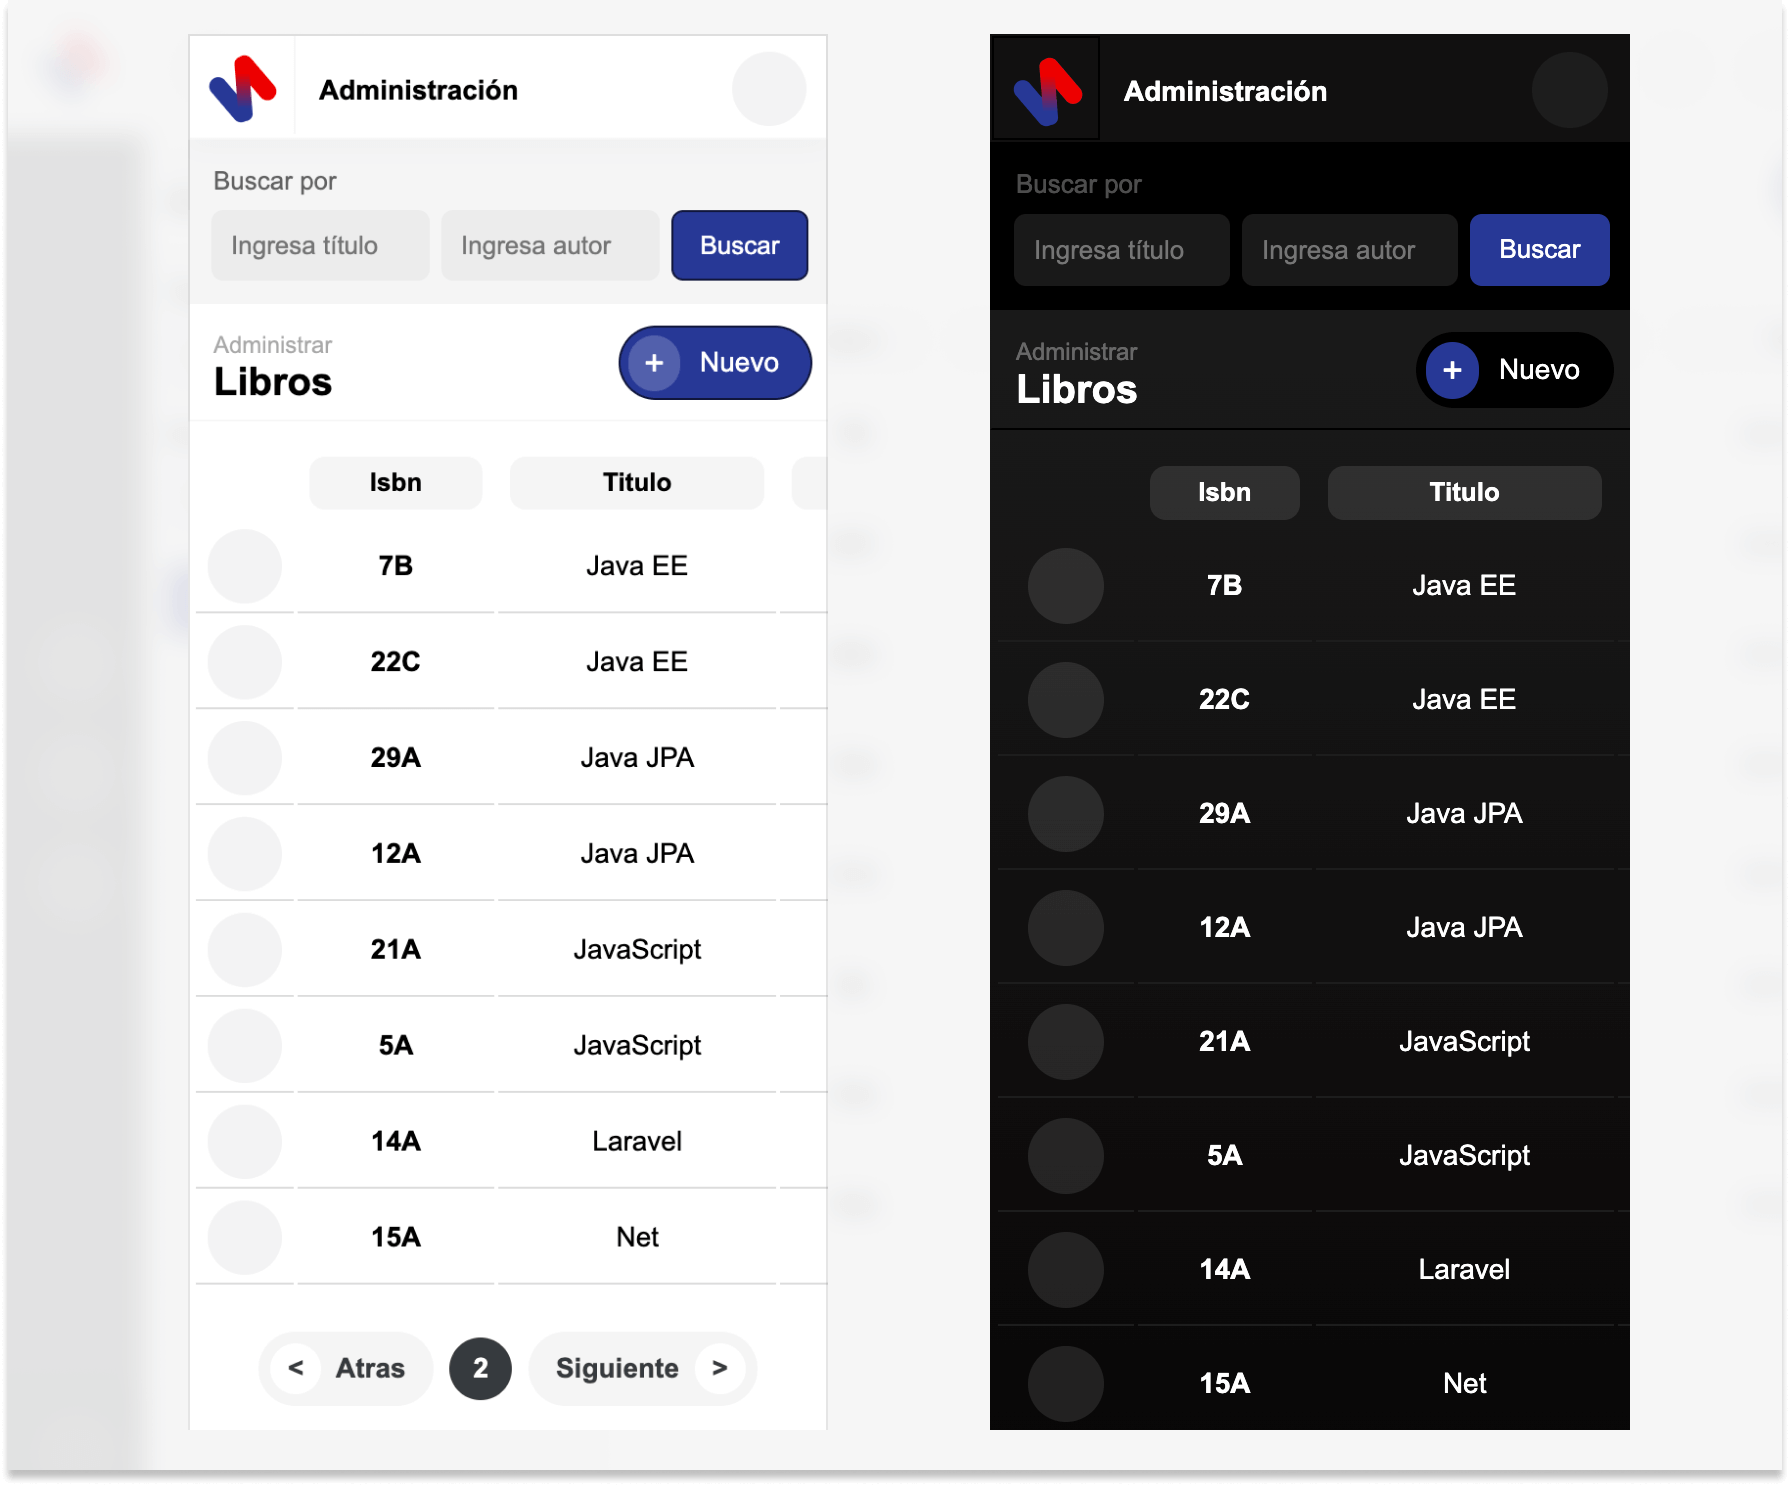 Administración
Buscar por
Ingresa título Ingresa autor Buscar
Administrar
Libros
+ Nuevo
Isbn Titulo
7B Java EE
22C Java EE
29A Java JPA
12A Java JPA
21A JavaScript
5A JavaScript
14A Laravel
15A Net
< Atras 2 Siguiente >
Administración
Buscar por
Ingresa título Ingresa autor Buscar
Administrar
Libros
+ Nuevo
Isbn Titulo
7B Java EE
22C Java EE
29A Java JPA
12A Java JPA
21A JavaScript
5A JavaScript
14A Laravel
15A Net